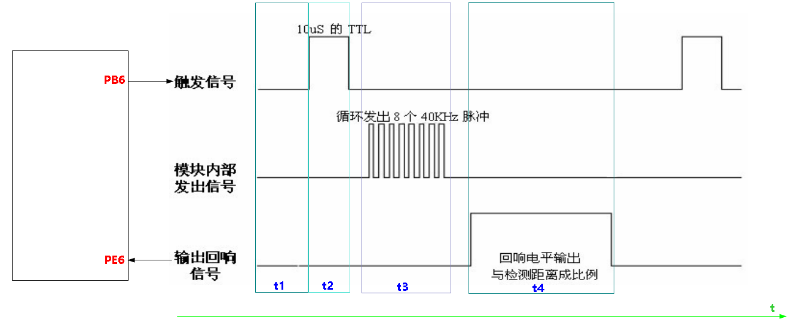 10uS 的 TTL
PB6
触发信号
循环发出 8 个 40KHz 脉冲
模块内部
发出信号
PE6
输出回响
信号
回响电平输出
与检测距离成比例
t1
t2
t3
t4
t